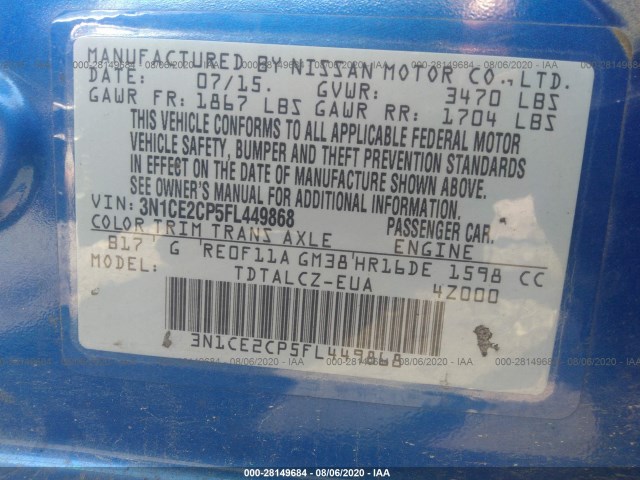 MANUFACTURED BY NISSAN MOTOR CO., LTD.
DATE: 07/15. GVWR: 3470 LBS
GAWR FR: 1867 LBS GAWR RR: 1704 LBS
THIS VEHICLE CONFORMS TO ALL APPLICABLE FEDERAL MOTOR
VEHICLE SAFETY, BUMPER AND THEFT PREVENTION STANDARDS
IN EFFECT ON THE DATE OF MANUFACTURE SHOWN ABOVE.
SEE OWNER'S MANUAL FOR ADDITIONAL INFORMATION.
VIN: 3N1CE2CP5FL449868 PASSENGER CAR.
COLOR TRIM TRANS AXLE ENGINE
B17 G RE0F11A GM38 HR16DE 1598 CC
MODEL: TDTALCZ-EUA 4Z000
3N1CE2CP5FL449868
000-28149684 - 08/06/2020 - IAA